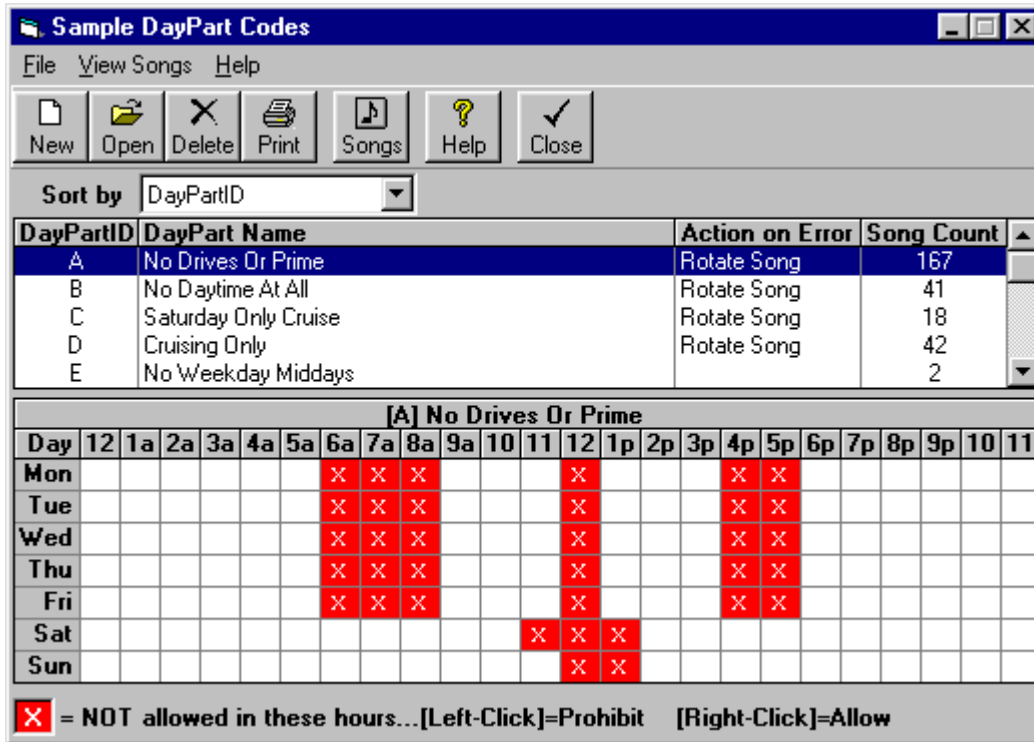 Sample DayPart Codes
File View Songs Help
New Open Delete Print Songs Help Close
Sort by DayPartID
DayPartID DayPart Name Action on Error Song Count
A No Drives Or Prime Rotate Song 167
B No Daytime At All Rotate Song 41
C Saturday Only Cruise Rotate Song 18
D Cruising Only Rotate Song 42
E No Weekday Middays 2
[A] No Drives Or Prime
Day 12 1a 2a 3a 4a 5a 6a 7a 8a 9a 10 11 12 1p 2p 3p 4p 5p 6p 7p 8p 9p 10 11
Mon X X X X X X
Tue X X X X X X
Wed X X X X X X
Thu X X X X X X
Fri X X X X X X
Sat X X X
Sun X X
X = NOT allowed in these hours...[Left-Click]=Prohibit [Right-Click]=Allow